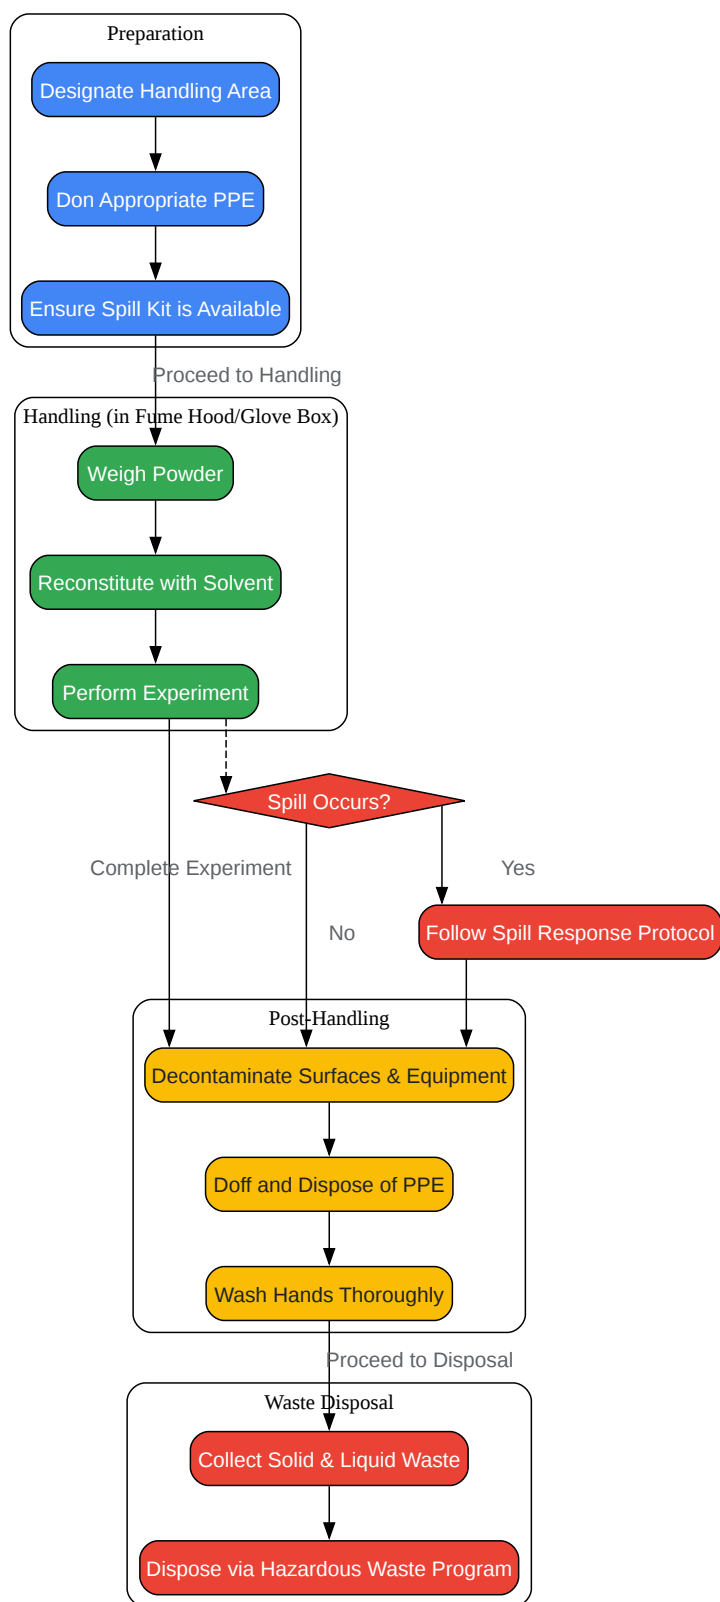 Preparation
Designate Handling Area
Don Appropriate PPE
Ensure Spill Kit is Available
Proceed to Handling
Handling (in Fume Hood/Glove Box)
Weigh Powder
Reconstitute with Solvent
Perform Experiment
Spill Occurs?
Complete Experiment
Yes
No
Follow Spill Response Protocol
Post-Handling
Decontaminate Surfaces & Equipment
Doff and Dispose of PPE
Wash Hands Thoroughly
Proceed to Disposal
Waste Disposal
Collect Solid & Liquid Waste
Dispose via Hazardous Waste Program